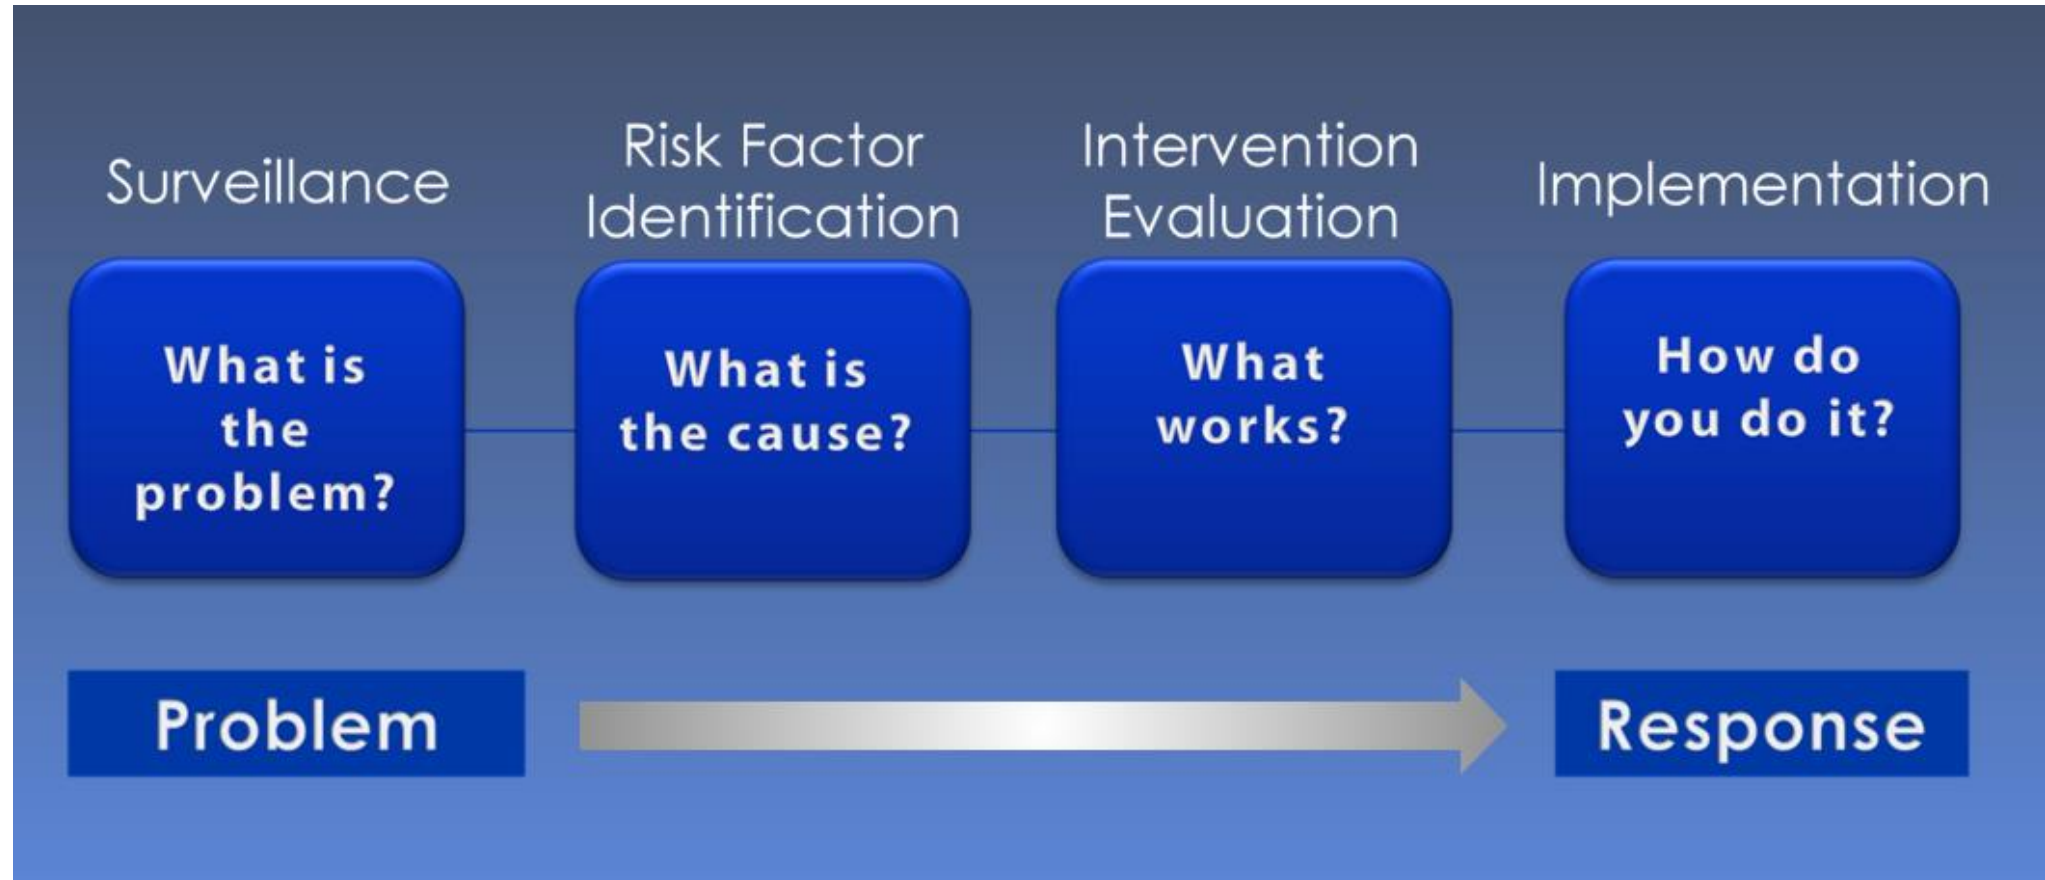 Surveillance
Risk Factor
Identification
Intervention
Evaluation
Implementation
What is
the
problem?
What is
the cause?
What
works?
How do
you do it?
Problem
Response